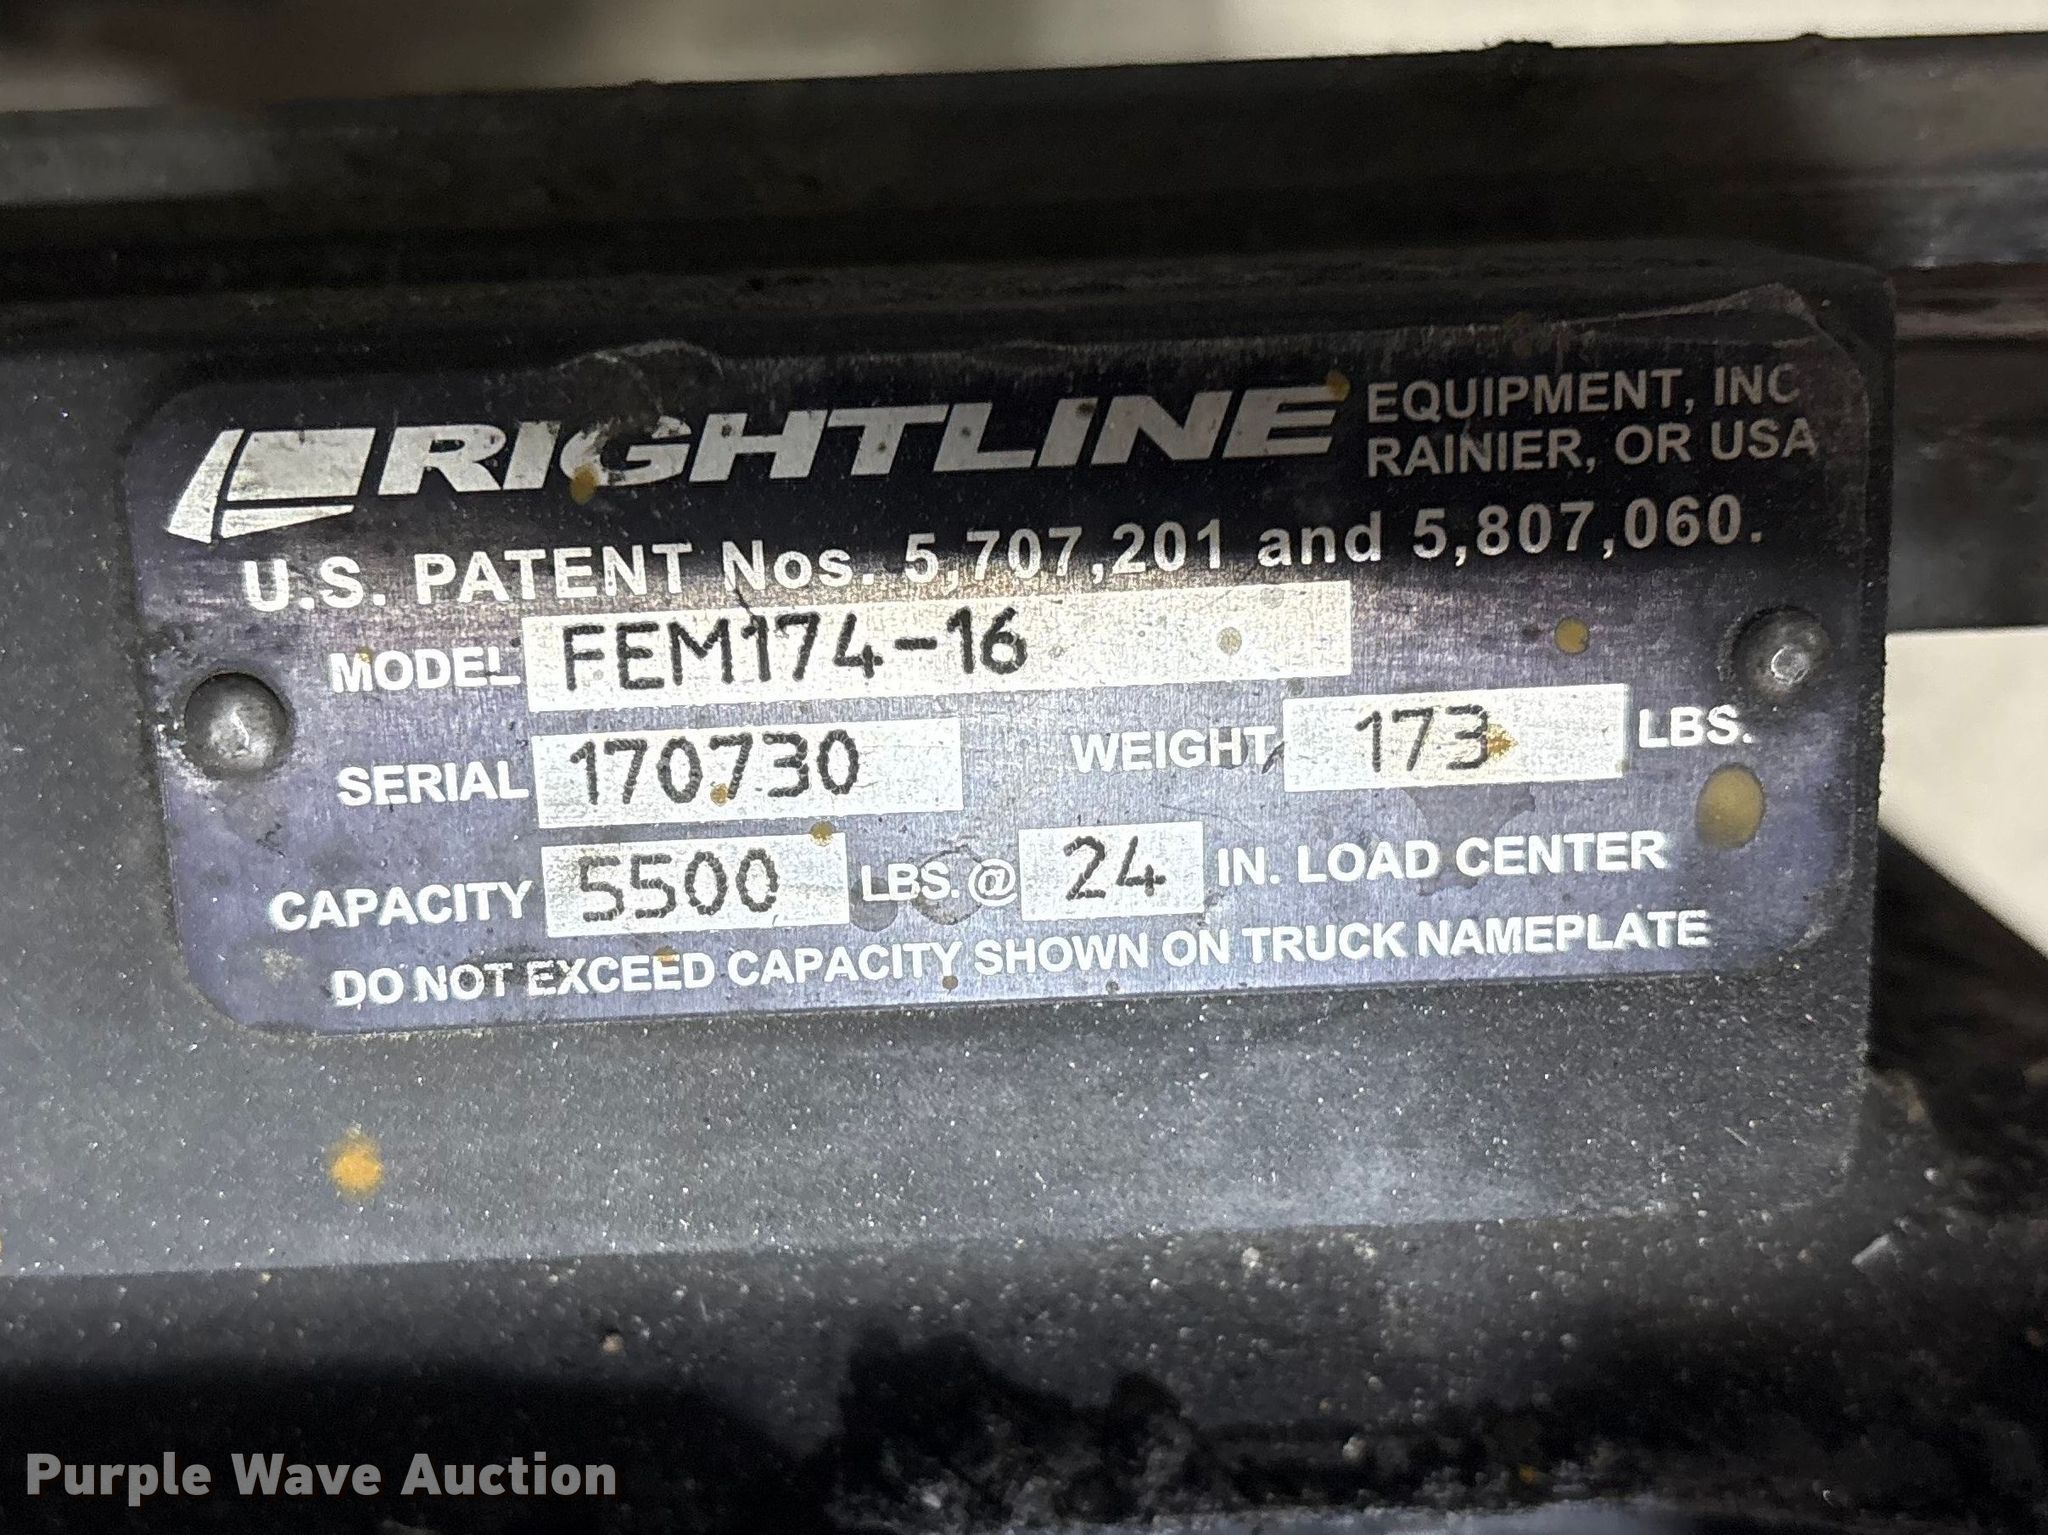 RIGHTLINE EQUIPMENT, INC
RAINIER, OR USA
U.S. PATENT Nos. 5,707,201 and 5,807,060.
MODEL FEM174-16
SERIAL 170730 WEIGHT 173 LBS.
CAPACITY 5500 LBS. @ 24 IN. LOAD CENTER
DO NOT EXCEED CAPACITY SHOWN ON TRUCK NAMEPLATE
Purple Wave Auction